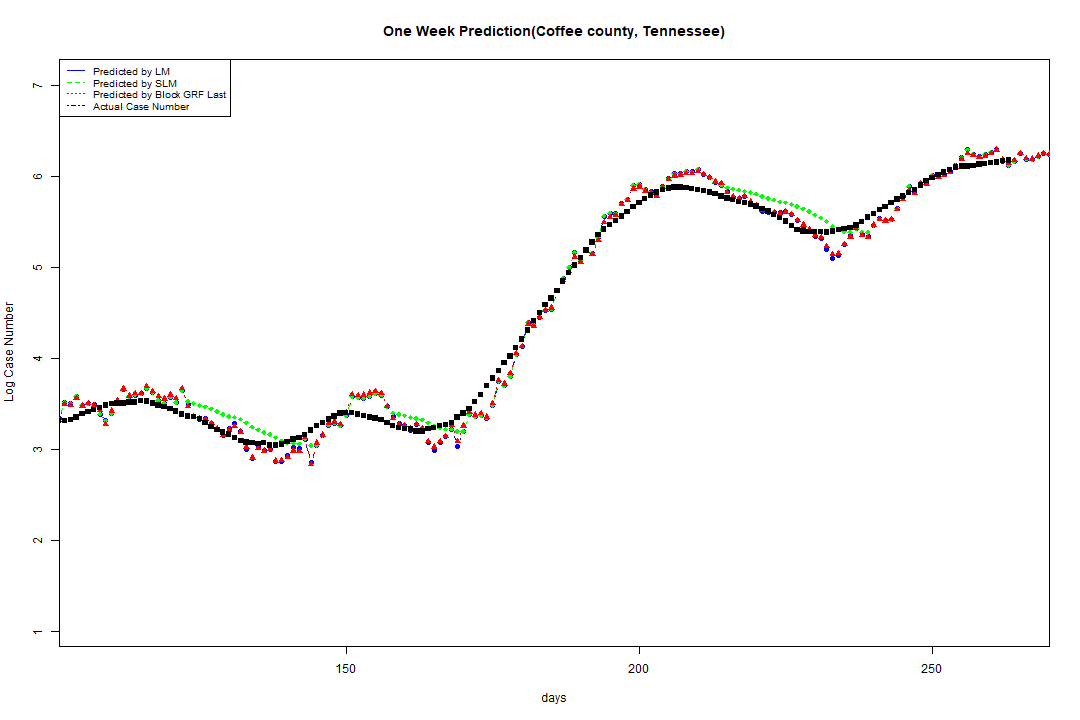 One Week Prediction(Coffee county, Tennessee)
Predicted by LM
Predicted by SLM
Predicted by Block GRF Last
Actual Case Number
7
6
5
4
3
2
1
Log Case Number
150 200 250
days